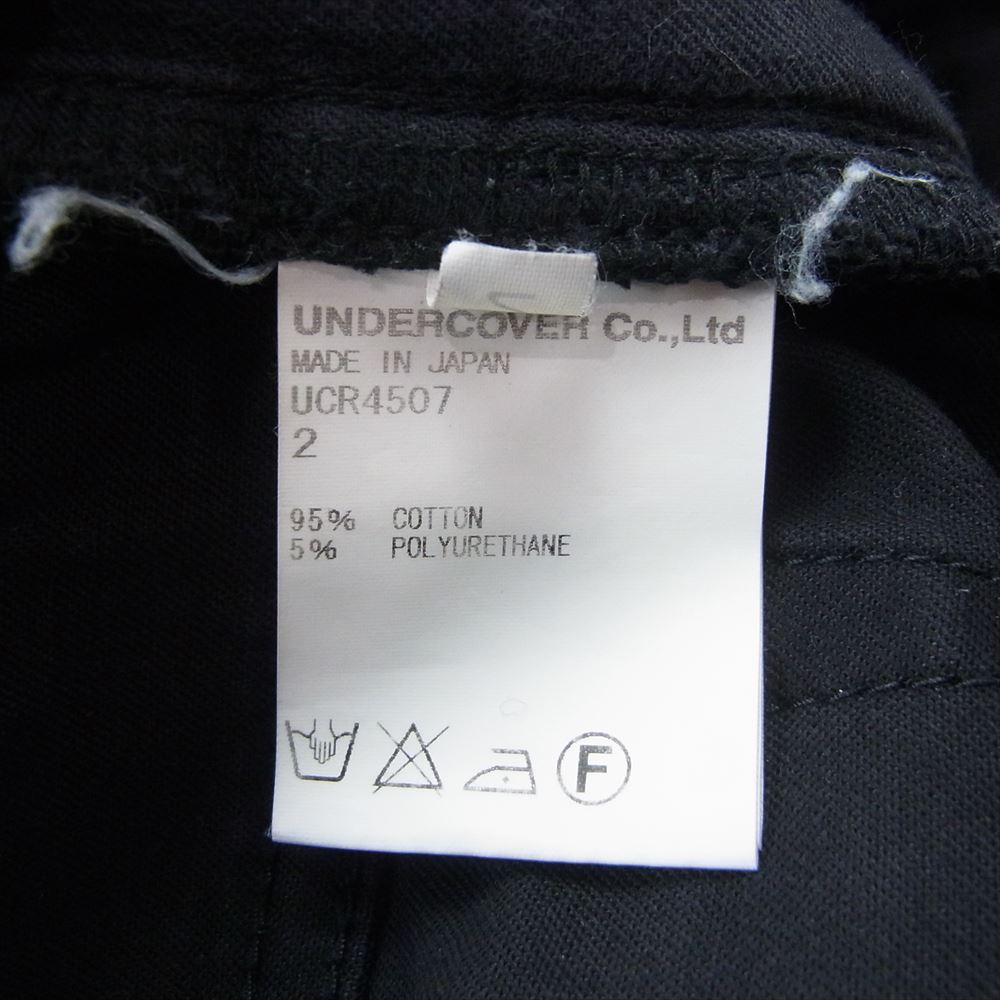 UNDERCOVER Co.,Ltd
MADE IN JAPAN
UCR4507
2
95% COTTON
5% POLYURETHANE
F